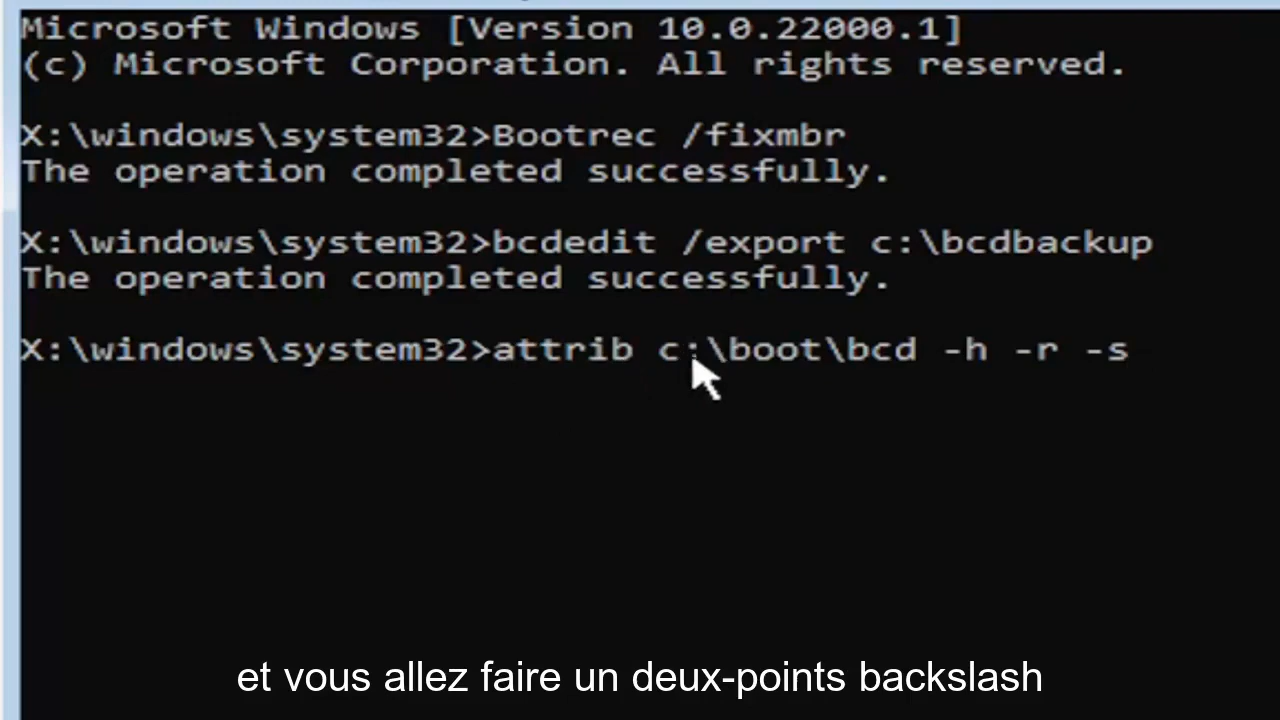 Microsoft Windows [Version 10.0.22000.1]
(c) Microsoft Corporation. All rights reserved.
X:\windows\system32>Bootrec /fixmbr
The operation completed successfully.
X:\windows\system32>bcdedit /export c:\bcdbackup
The operation completed successfully.
X:\windows\system32>attrib c:\boot\bcd -h -r -s
et vous allez faire un deux-points backslash